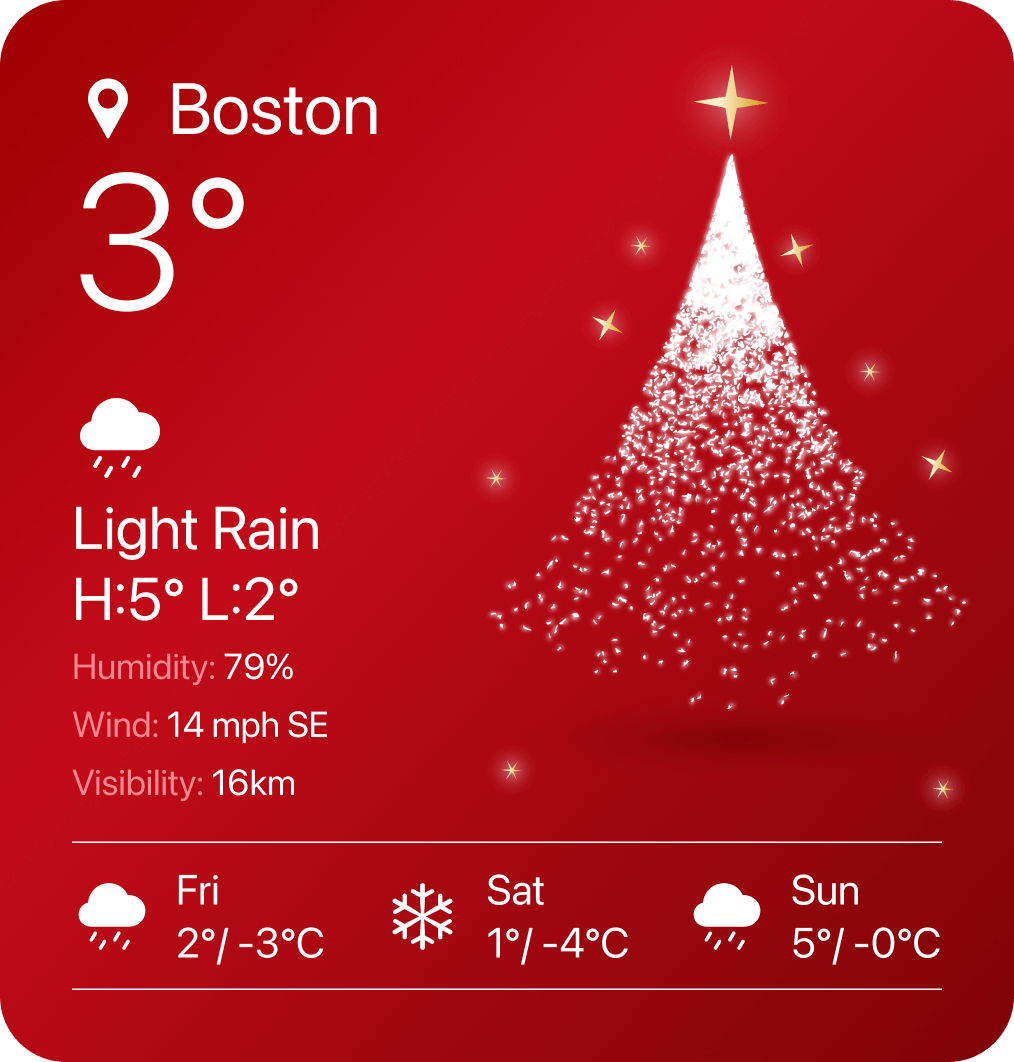 Boston
3°
Light Rain
H:5° L:2°
Humidity: 79%
Wind: 14 mph SE
Visibility: 16km
Fri
2°/ -3°C
Sat
1°/ -4°C
Sun
5°/ -0°C